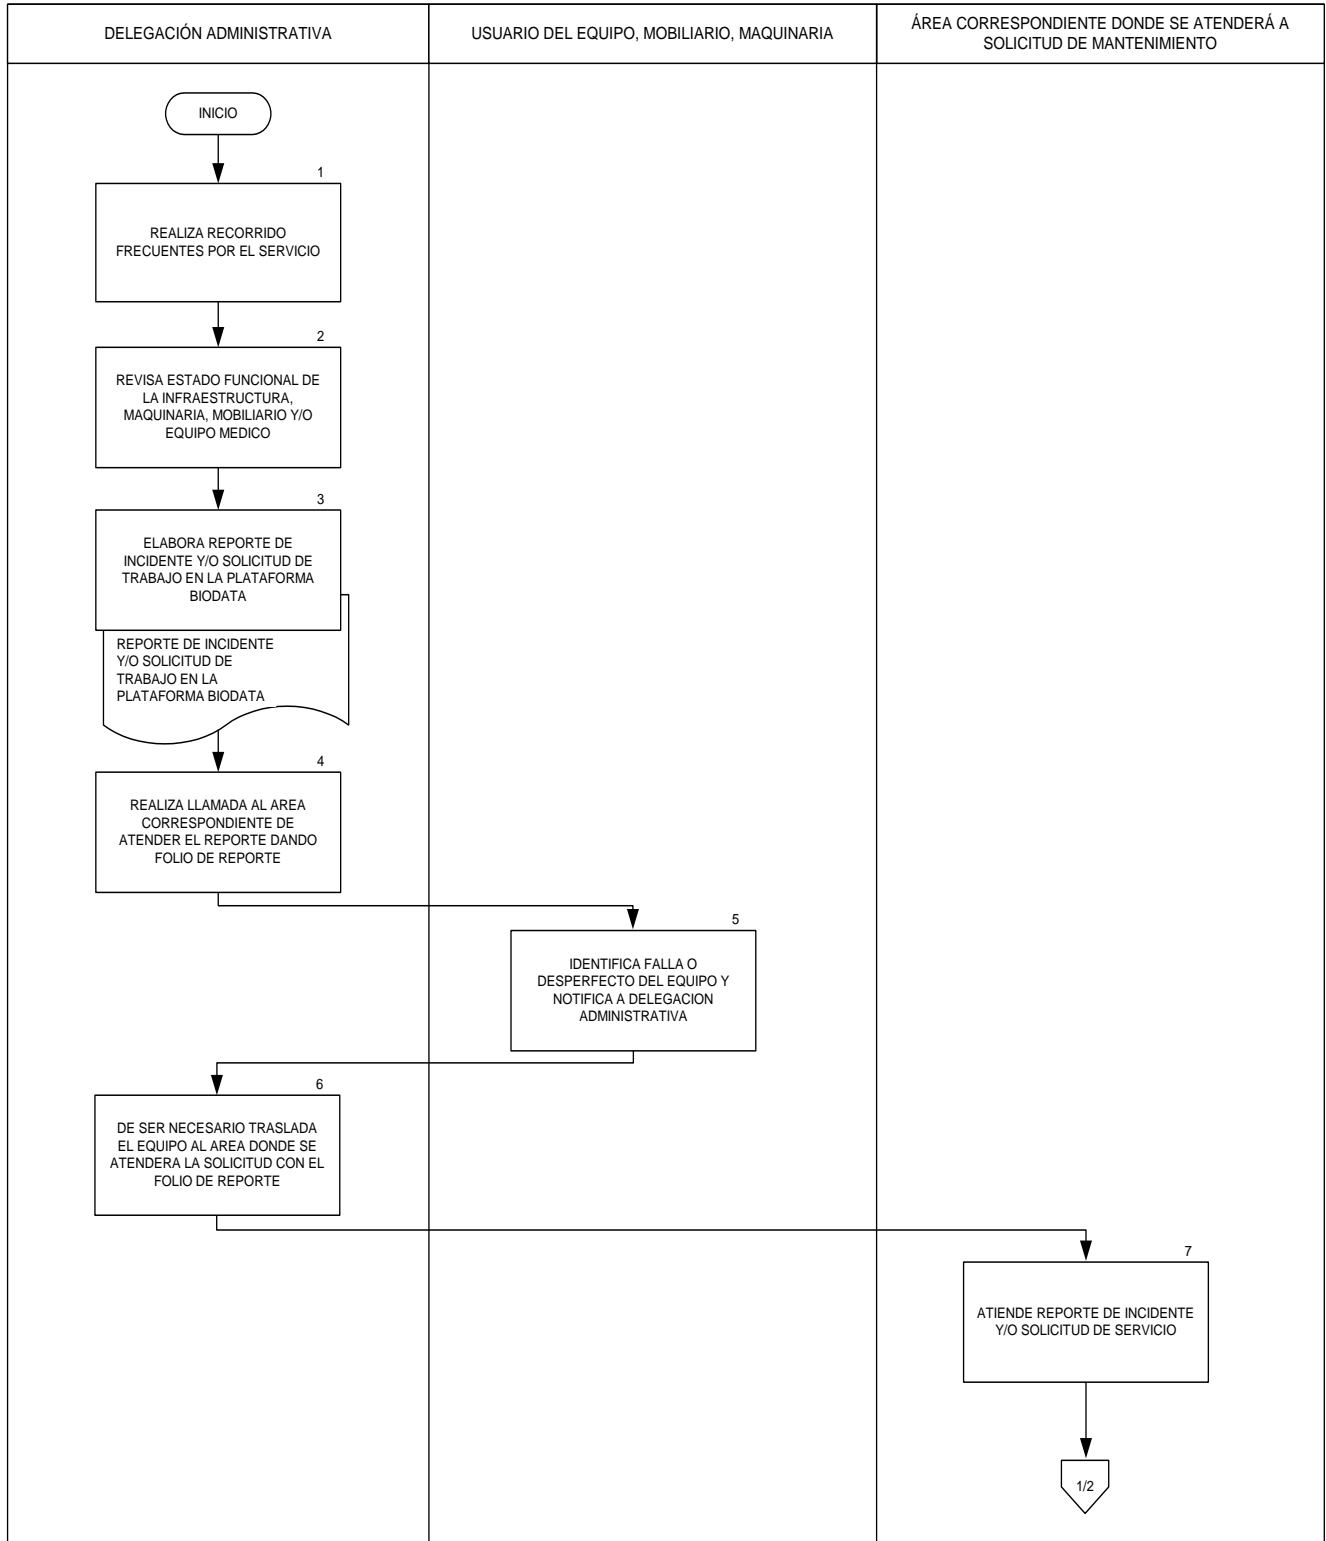 DELEGACIÓN ADMINISTRATIVA
USUARIO DEL EQUIPO, MOBILIARIO, MAQUINARIA
ÁREA CORRESPONDIENTE DONDE SE ATENDERÁ A
SOLICITUD DE MANTENIMIENTO
INICIO
1
REALIZA RECORRIDO
FRECUENTES POR EL SERVICIO
2
REVISA ESTADO FUNCIONAL DE
LA INFRAESTRUCTURA,
MAQUINARIA, MOBILIARIO Y/O
EQUIPO MEDICO
3
ELABORA REPORTE DE
INCIDENTE Y/O SOLICITUD DE
TRABAJO EN LA PLATAFORMA
BIODATA
REPORTE DE INCIDENTE
Y/O SOLICITUD DE
TRABAJO EN LA
PLATAFORMA BIODATA
4
REALIZA LLAMADA AL AREA
CORRESPONDIENTE DE
ATENDER EL REPORTE DANDO
FOLIO DE REPORTE
5
IDENTIFICA FALLA O
DESPERFECTO DEL EQUIPO Y
NOTIFICA A DELEGACION
ADMINISTRATIVA
6
DE SER NECESARIO TRASLADA
EL EQUIPO AL AREA DONDE SE
ATENDERA LA SOLICITUD CON EL
FOLIO DE REPORTE
7
ATIENDE REPORTE DE INCIDENTE
Y/O SOLICITUD DE SERVICIO
1/2